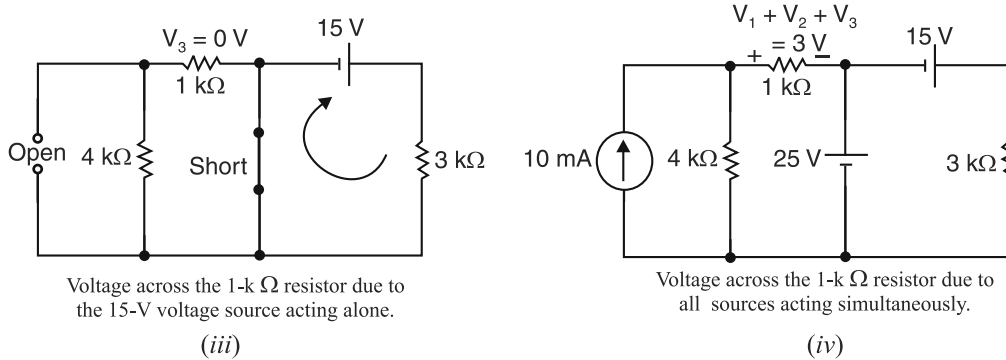 V3 = 0 V
15 V
1 kΩ
Open
4 kΩ
Short
3 kΩ
Voltage across the 1-k Ω resistor due to
the 15-V voltage source acting alone.
(iii)
V1 + V2 + V3
+ = 3 V −
15 V
1 kΩ
10 mA
4 kΩ
25 V
3 kΩ
Voltage across the 1-k Ω resistor due to
all sources acting simultaneously.
(iv)